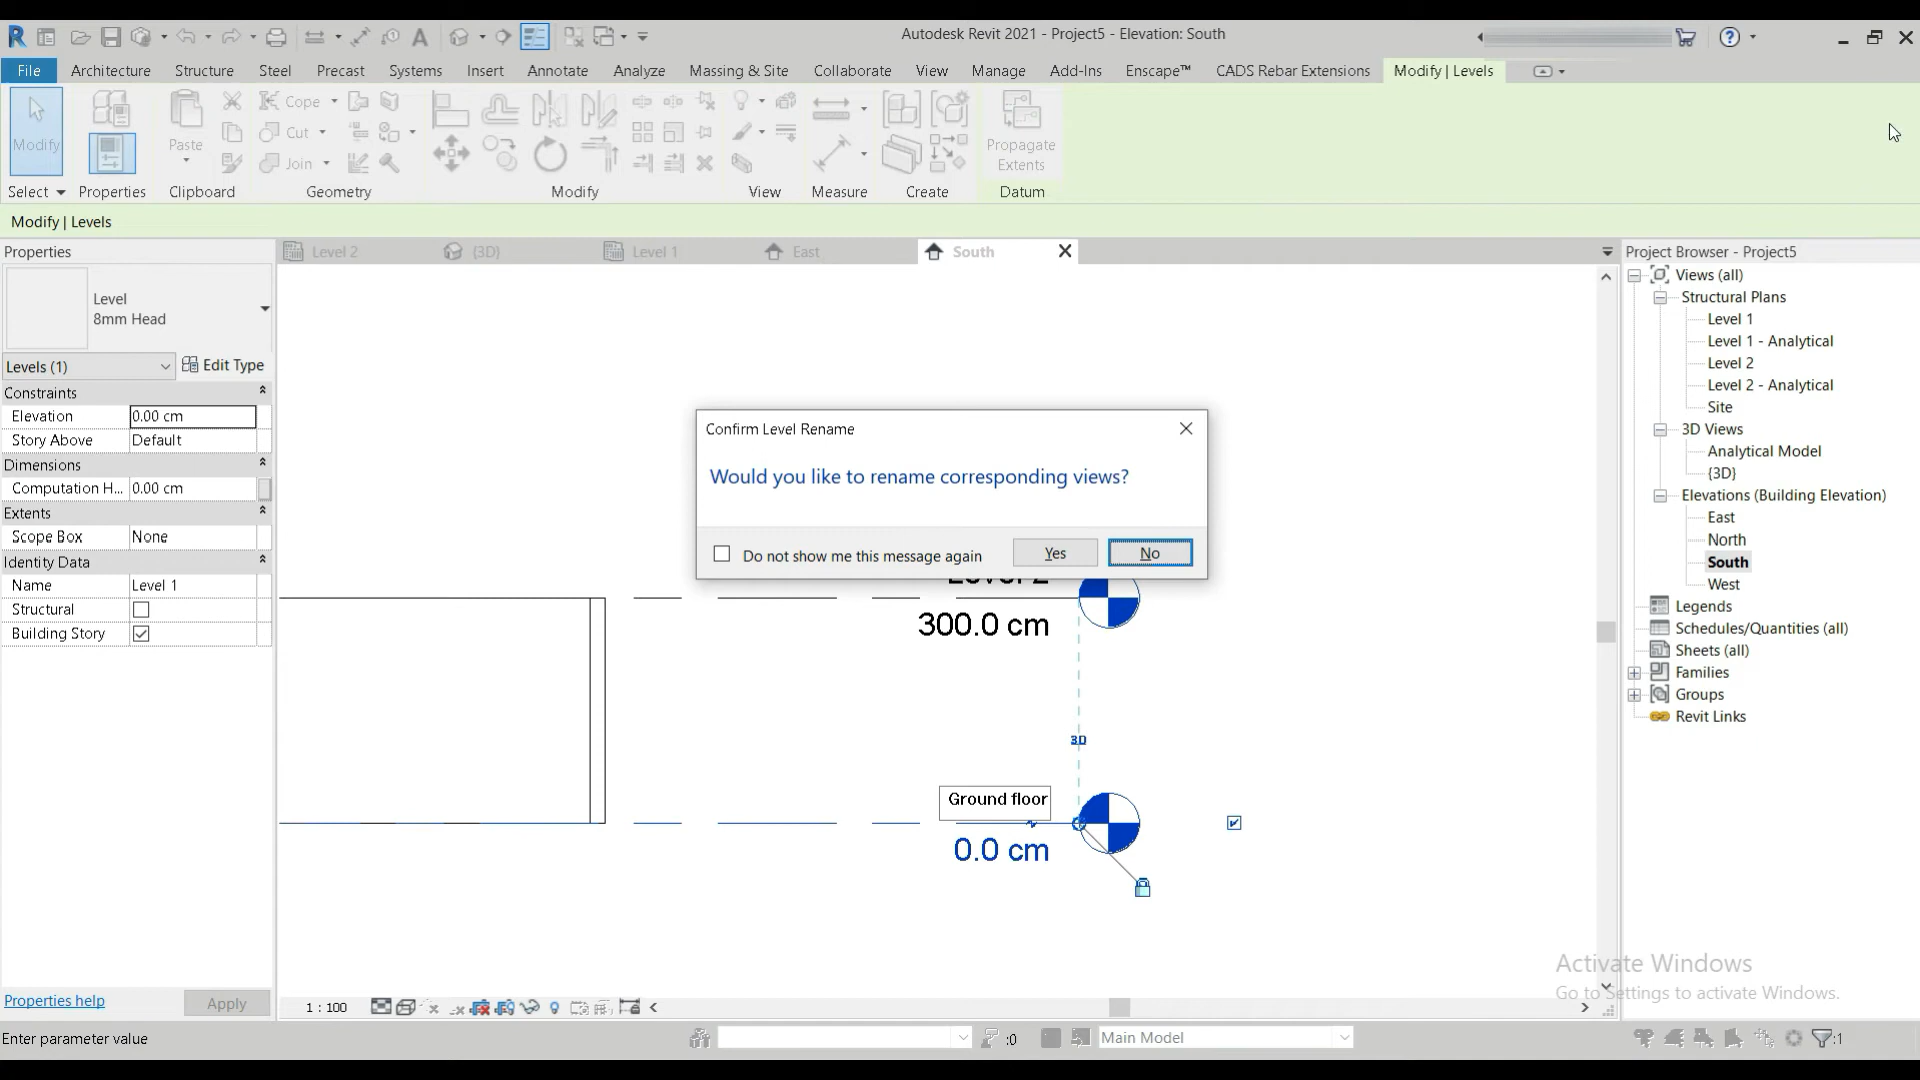 Autodesk Revit 2021 - Project5 - Elevation: South
File Architecture Structure Steel Precast Systems Insert Annotate Analyze Massing & Site Collaborate View Manage Add-Ins Enscape™ CADS Rebar Extensions Modify | Levels
Modify
Paste
Cope
Cut
Join
Propagate
Extents
Select Properties Clipboard Geometry Modify View Measure Create Datum
Modify | Levels
Properties
Level 2 {3D} Level 1 East South
Project Browser - Project5
Level
8mm Head
Levels (1) Edit Type
Constraints
Elevation 0.00 cm
Story Above Default
Dimensions
Computation H... 0.00 cm
Extents
Scope Box None
Identity Data
Name Level 1
Structural
Building Story
Properties help Apply
Confirm Level Rename
Would you like to rename corresponding views?
Do not show me this message again Yes No
Level 2
300.0 cm
3D
Ground floor
0.0 cm
Views (all)
Structural Plans
Level 1
Level 1 - Analytical
Level 2
Level 2 - Analytical
Site
3D Views
Analytical Model
{3D}
Elevations (Building Elevation)
East
North
South
West
Legends
Schedules/Quantities (all)
Sheets (all)
Families
Groups
Revit Links
Activate Windows
Go to Settings to activate Windows.
1 : 100
Enter parameter value
:0
Main Model
:1